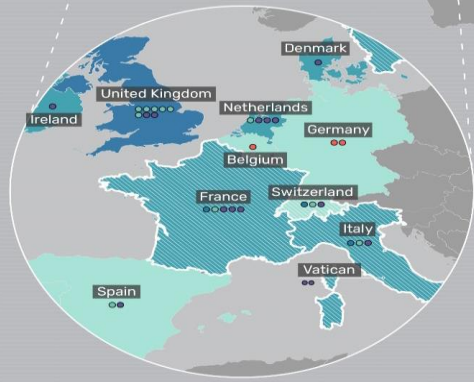 Denmark
United Kingdom
Netherlands
Ireland
Germany
Belgium
France
Switzerland
Italy
Vatican
Spain